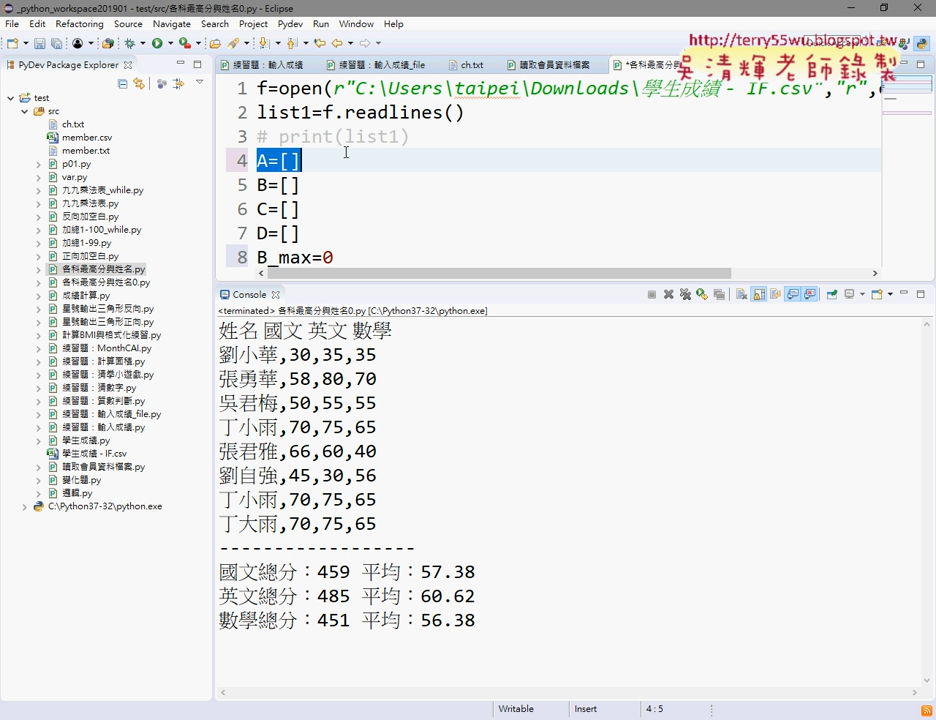 _python_workspace201901 - test/src/各科最高分與姓名.py - Eclipse
File Edit Refactoring Source Navigate Search Project Pydev Run Window Help
http://terry55wu.blogspot.tw
吳清輝老師錄製
PyDev Package Explorer
練習題：輸入成績
練習題：輸入成績_file
ch.txt
讀取會員資料檔案
*各科最高分與姓
test
src
ch.txt
member.csv
member.txt
p01.py
var.py
九九乘法表_while.py
九九乘法表.py
反向加空白.py
加總1-100_while.py
加總1-99.py
正向加空白.py
各科最高分與姓名.py
各科最高分與姓名0.py
成績計算.py
星號輸出三角形反向.py
星號輸出三角形正向.py
計算BMI與格式化練習.py
練習題：MonthCAl.py
練習題：計算面積.py
練習題：猜學小遊戲.py
練習題：猜數字.py
練習題：質數判斷.py
練習題：輸入成績_file.py
練習題：輸入成績.py
學生成績.py
學生成績 - IF.csv
讀取會員資料檔案.py
變化題.py
邏輯.py
C:\Python37-32\python.exe
1 f=open(r"C:\Users\taipei\Downloads\學生成績 - IF.csv","r",
2 list1=f.readlines()
3 # print(list1)
4 A=[]
5 B=[]
6 C=[]
7 D=[]
8 B_max=0
Console
<terminated> 各科最高分與姓名0.py [C:\Python37-32\python.exe]
姓名 國文 英文 數學
劉小華,30,35,35
張勇華,58,80,70
吳君梅,50,55,55
丁小雨,70,75,65
張君雅,66,60,40
劉自強,45,30,56
丁小雨,70,75,65
丁大雨,70,75,65
------------------
國文總分：459 平均：57.38
英文總分：485 平均：60.62
數學總分：451 平均：56.38
Writable Insert 4 : 5